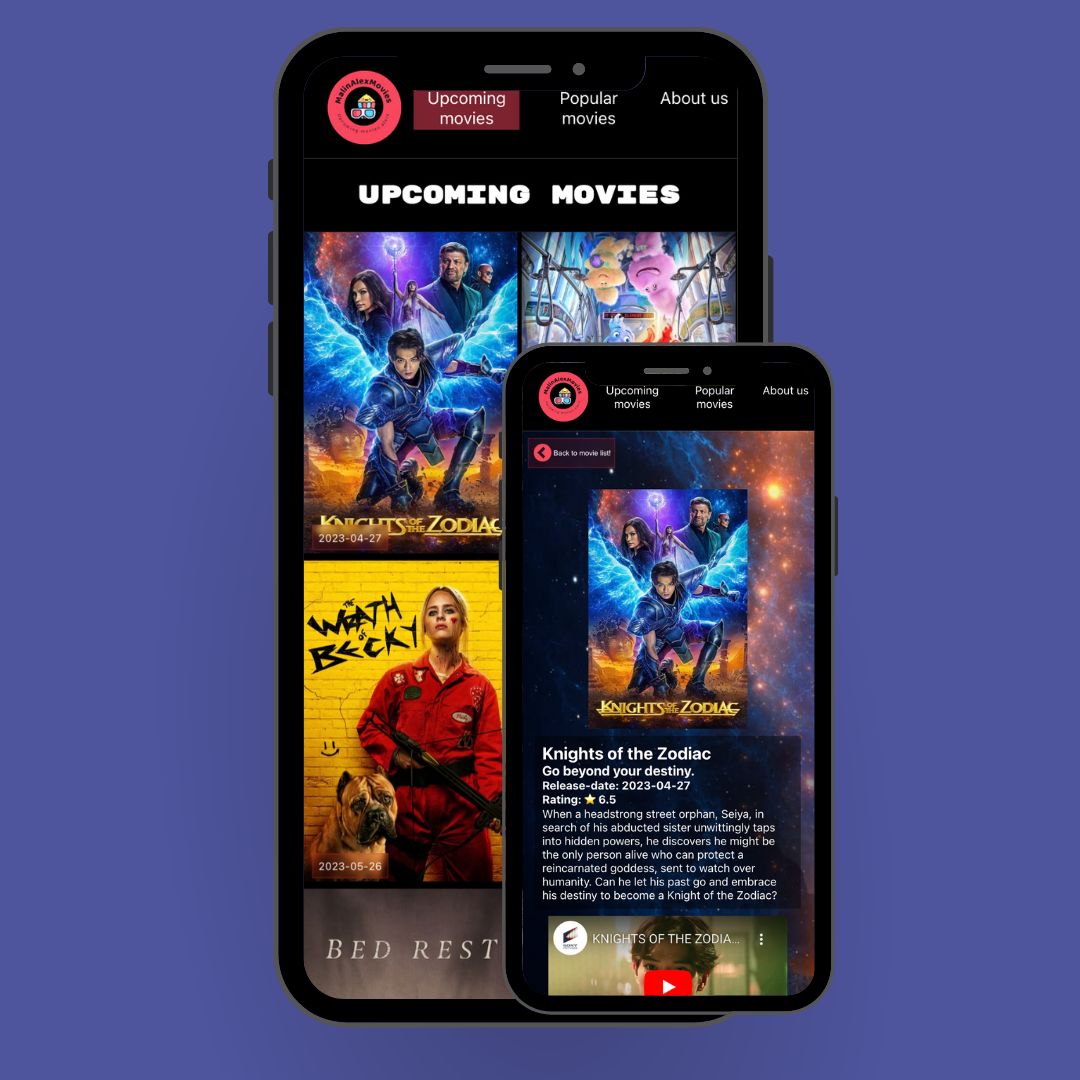 MalinAlexMovies
Upcoming movies alert
Upcoming
movies
Popular
movies
About us
UPCOMING MOVIES
KNIGHTS OF THE ZODIAC
2023-04-27
THE
WRATH
OF
BECKY
2023-05-26
BED REST
MalinAlexMovies
Upcoming
movies
Popular
movies
About us
Back to movie list!
KNIGHTS OF THE ZODIAC
Knights of the Zodiac
Go beyond your destiny.
Release-date: 2023-04-27
Rating: ⭐ 6.5
When a headstrong street orphan, Seiya, in
search of his abducted sister unwittingly taps
into hidden powers, he discovers he might be
the only person alive who can protect a
reincarnated goddess, sent to watch over
humanity. Can he let his past go and embrace
his destiny to become a Knight of the Zodiac?
SONY
KNIGHTS OF THE ZODIA...